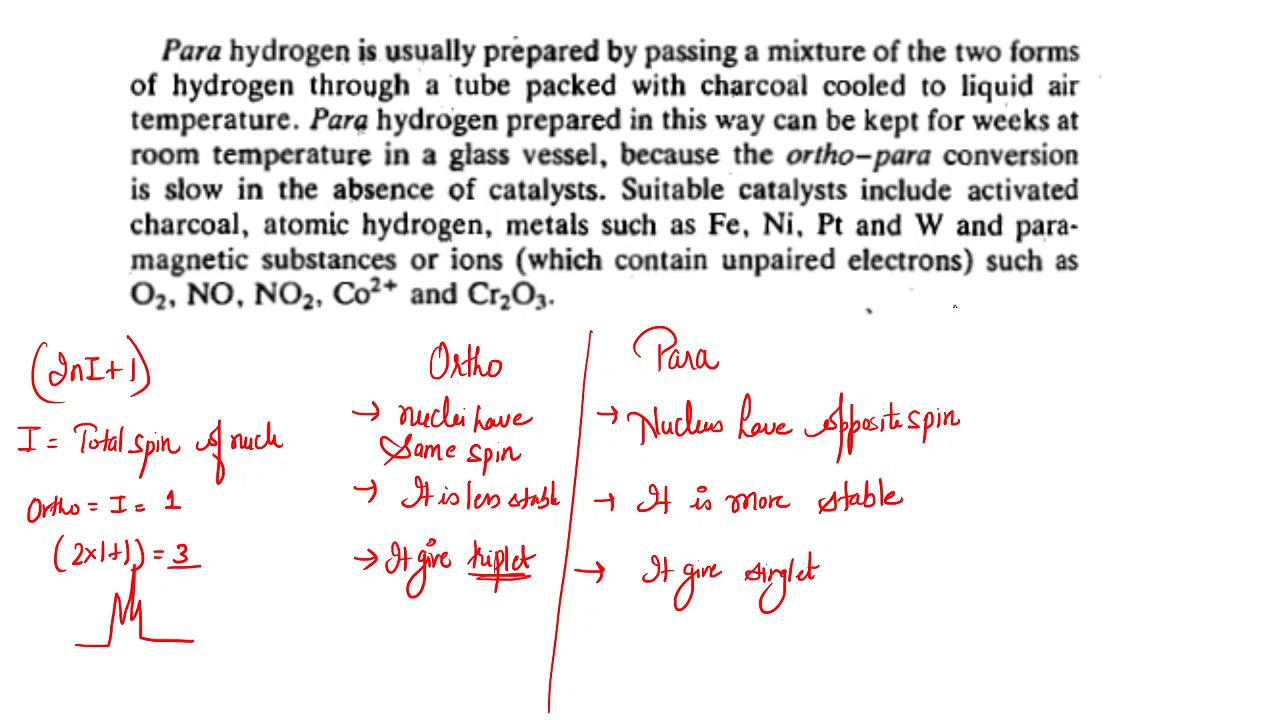 Para hydrogen is usually prepared by passing a mixture of the two forms
of hydrogen through a tube packed with charcoal cooled to liquid air
temperature. Para hydrogen prepared in this way can be kept for weeks at
room temperature in a glass vessel, because the ortho–para conversion
is slow in the absence of catalysts. Suitable catalysts include activated
charcoal, atomic hydrogen, metals such as Fe, Ni, Pt and W and para-
magnetic substances or ions (which contain unpaired electrons) such as
O₂, NO, NO₂, Co²⁺ and Cr₂O₃.
(2nI+1)
I = Total spin of nucle
Ortho = I = 1
(2×1+1) = 3
Ortho
→ nuclei have
Same spin
→ It is less stable
→ It give triplet
Para
→ Nucleus have opposite spin
→ It is more stable
→ It give singlet